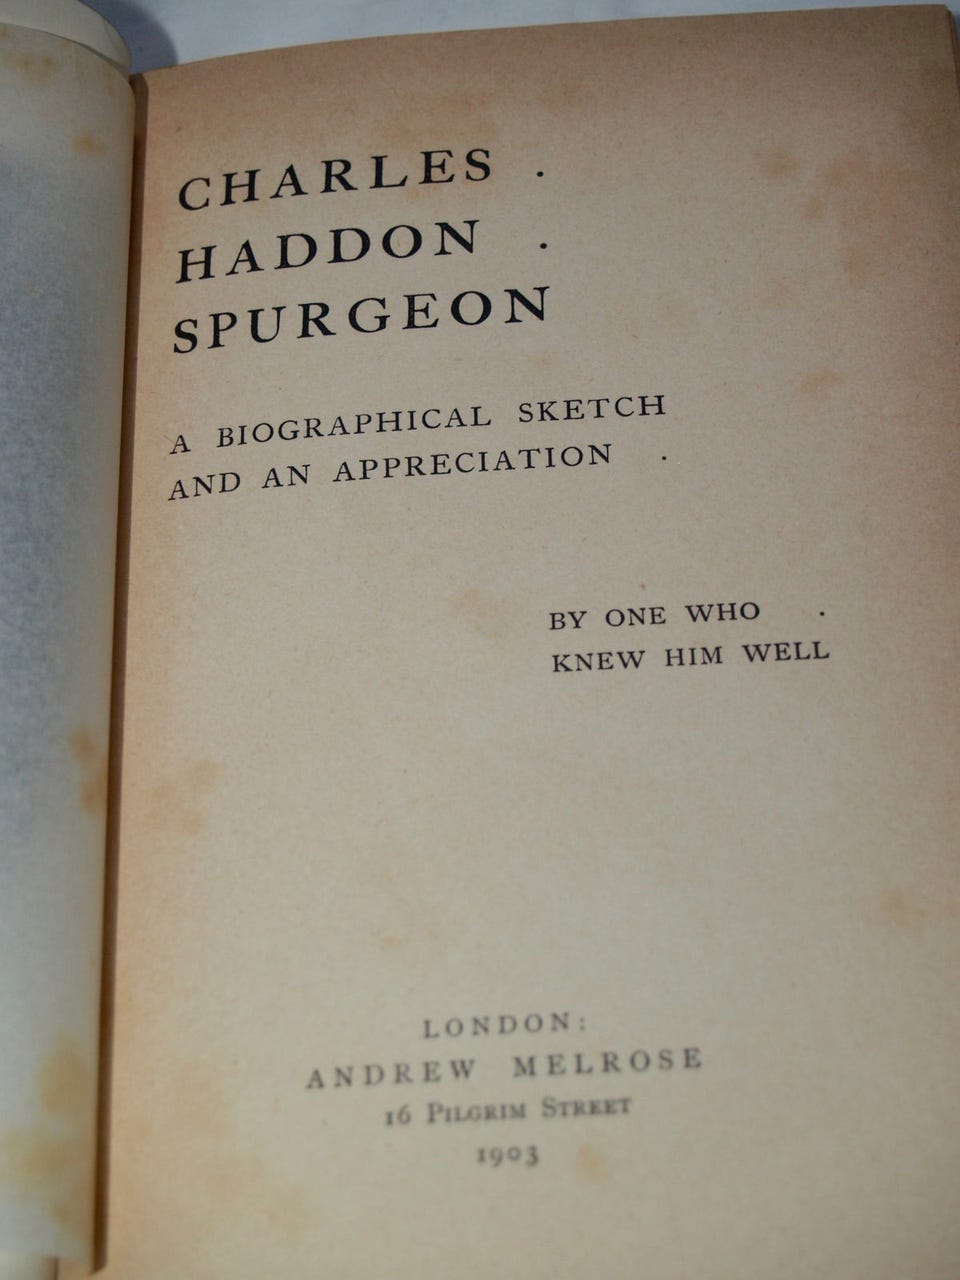 CHARLES .
HADDON .
SPURGEON
A BIOGRAPHICAL SKETCH
AND AN APPRECIATION .
BY ONE WHO .
KNEW HIM WELL
LONDON:
ANDREW MELROSE
16 PILGRIM STREET
1903